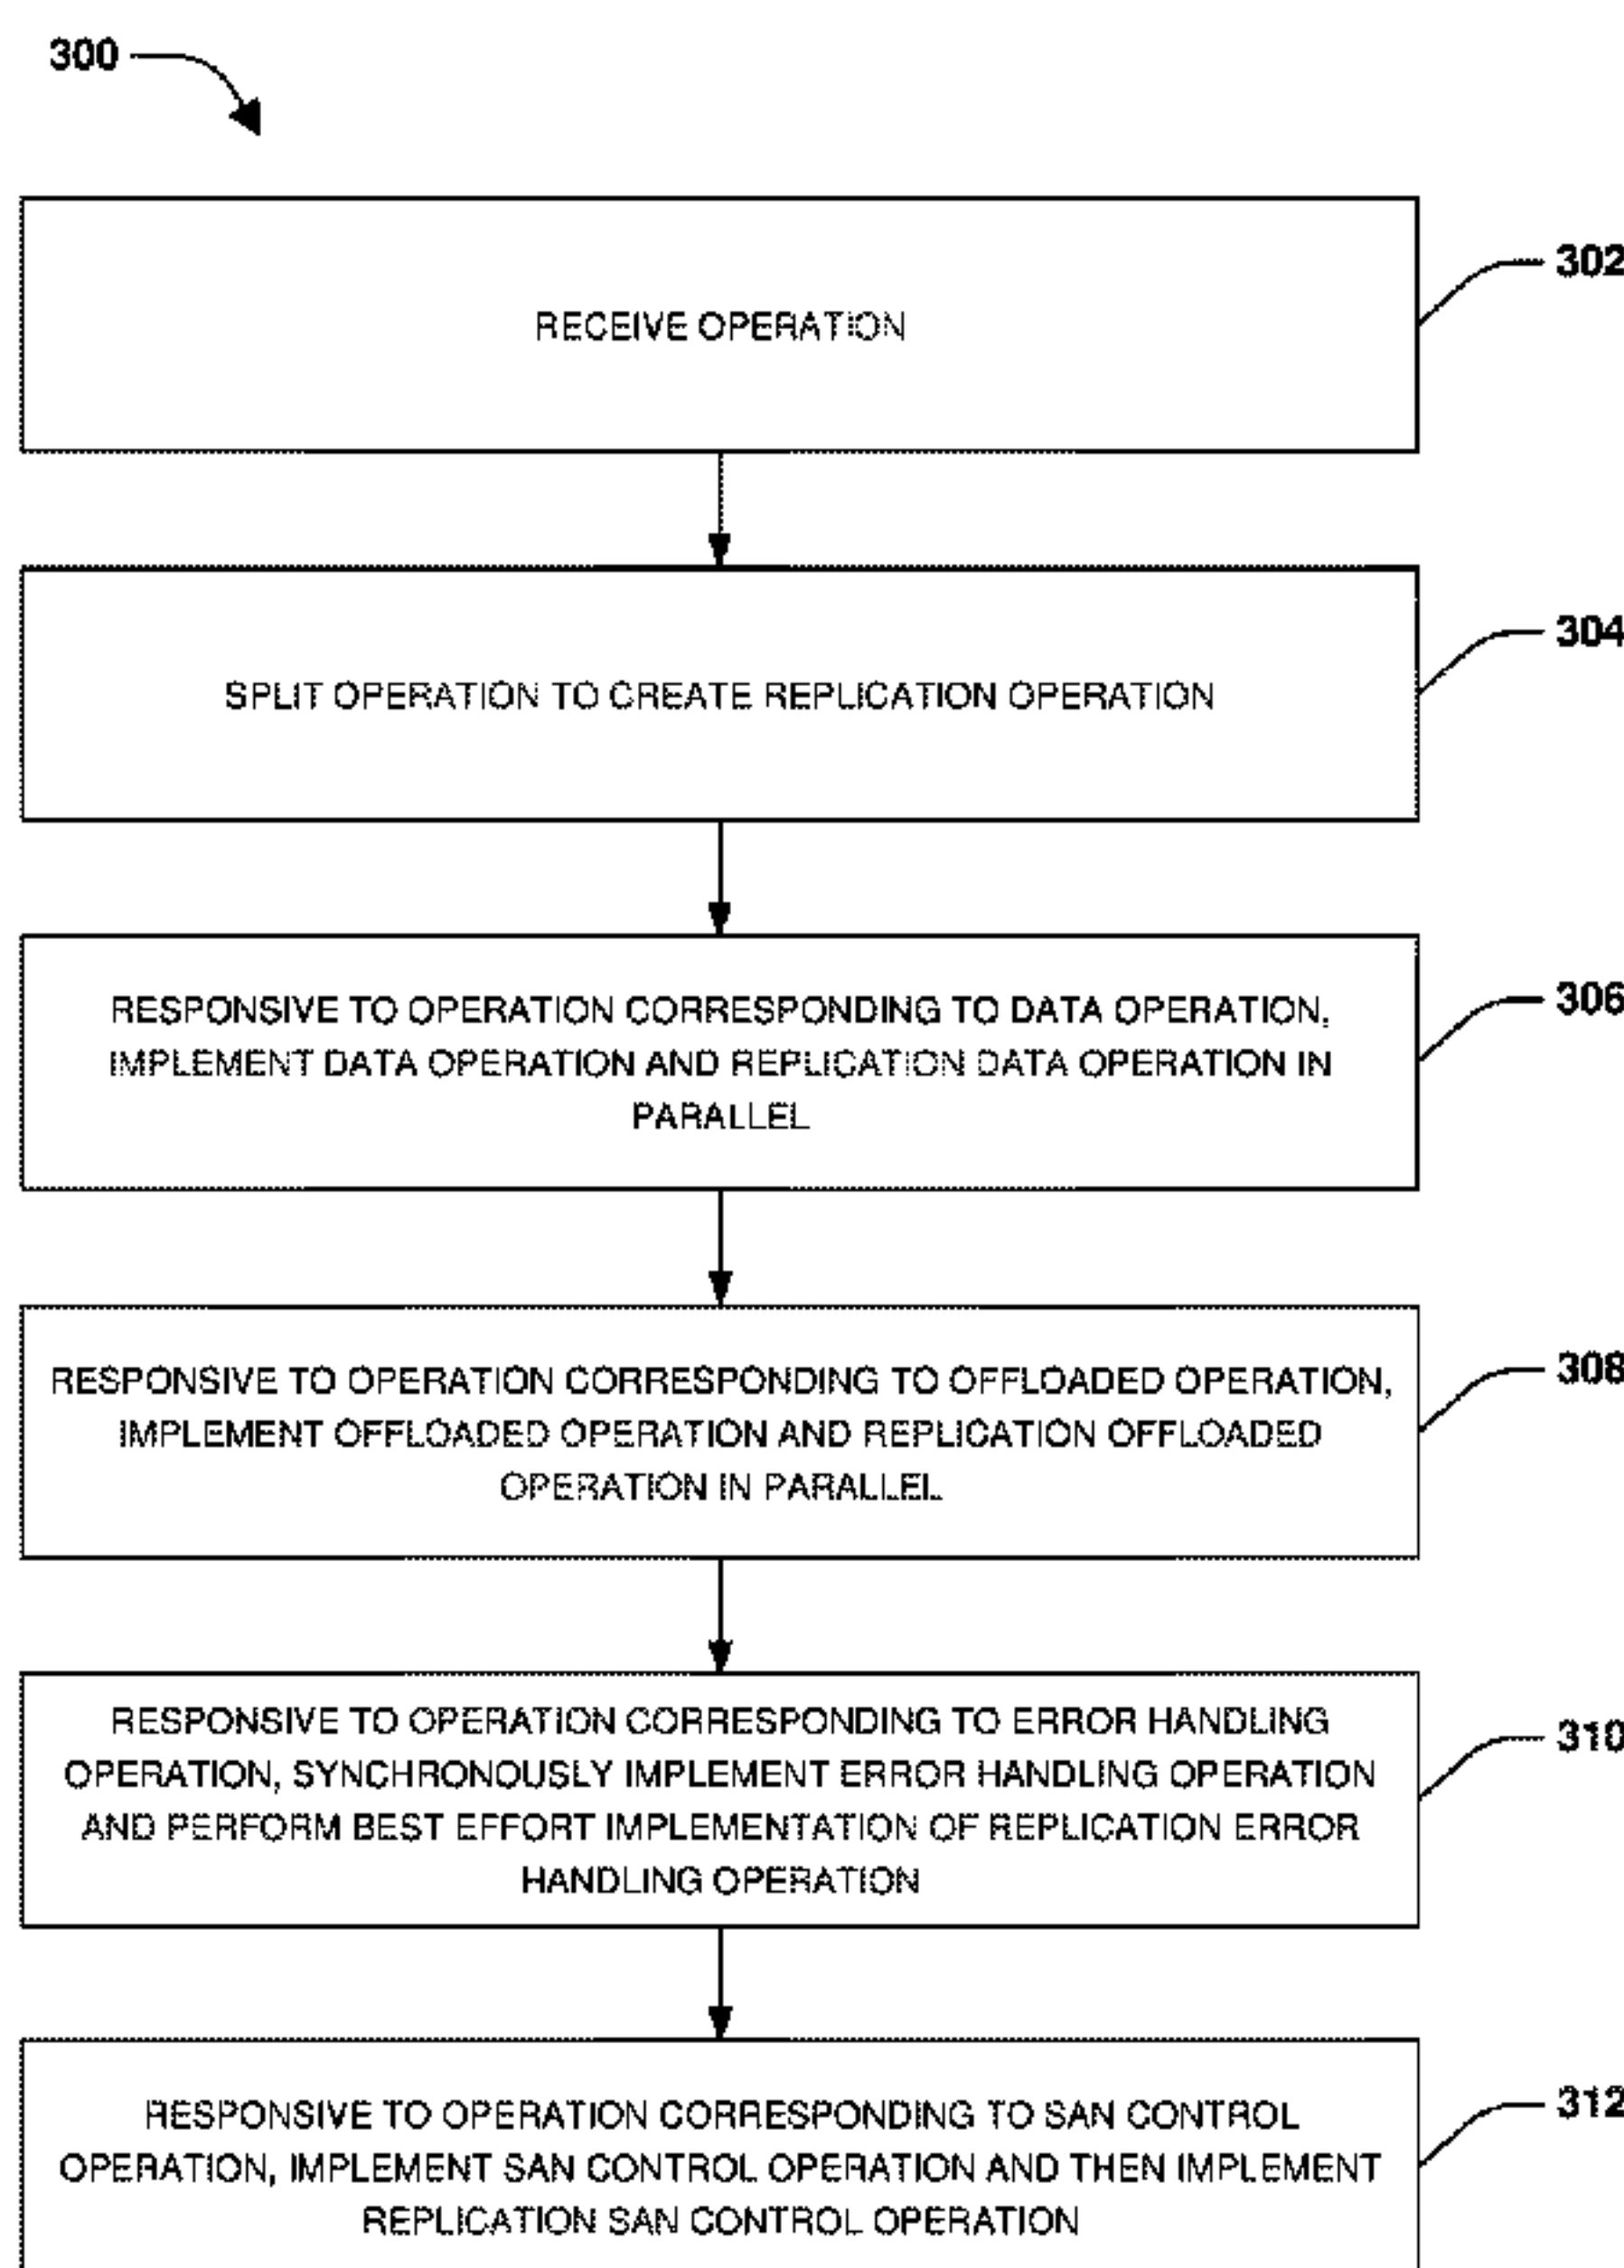 300
302
RECEIVE OPERATION
304
SPLIT OPERATION TO CREATE REPLICATION OPERATION
306
RESPONSIVE TO OPERATION CORRESPONDING TO DATA OPERATION,
IMPLEMENT DATA OPERATION AND REPLICATION DATA OPERATION IN
PARALLEL
308
RESPONSIVE TO OPERATION CORRESPONDING TO OFFLOADED OPERATION,
IMPLEMENT OFFLOADED OPERATION AND REPLICATION OFFLOADED
OPERATION IN PARALLEL
310
RESPONSIVE TO OPERATION CORRESPONDING TO ERROR HANDLING
OPERATION, SYNCHRONOUSLY IMPLEMENT ERROR HANDLING OPERATION
AND PERFORM BEST EFFORT IMPLEMENTATION OF REPLICATION ERROR
HANDLING OPERATION
312
RESPONSIVE TO OPERATION CORRESPONDING TO SAN CONTROL
OPERATION, IMPLEMENT SAN CONTROL OPERATION AND THEN IMPLEMENT
REPLICATION SAN CONTROL OPERATION